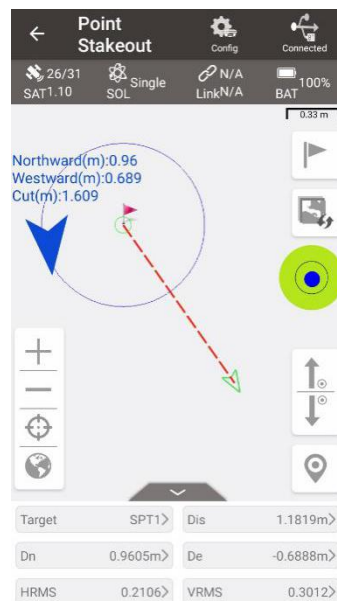 Point Stakeout
Config
Connected
26/31
SAT1.10
Single
SOL
N/A
LinkN/A
100%
BAT
0.33 m
Northward(m):0.96
Westward(m):0.689
Cut(m):1.609
Target SPT1
Dis 1.1819m
Dn 0.9605m
De -0.6888m
HRMS 0.2106
VRMS 0.3012